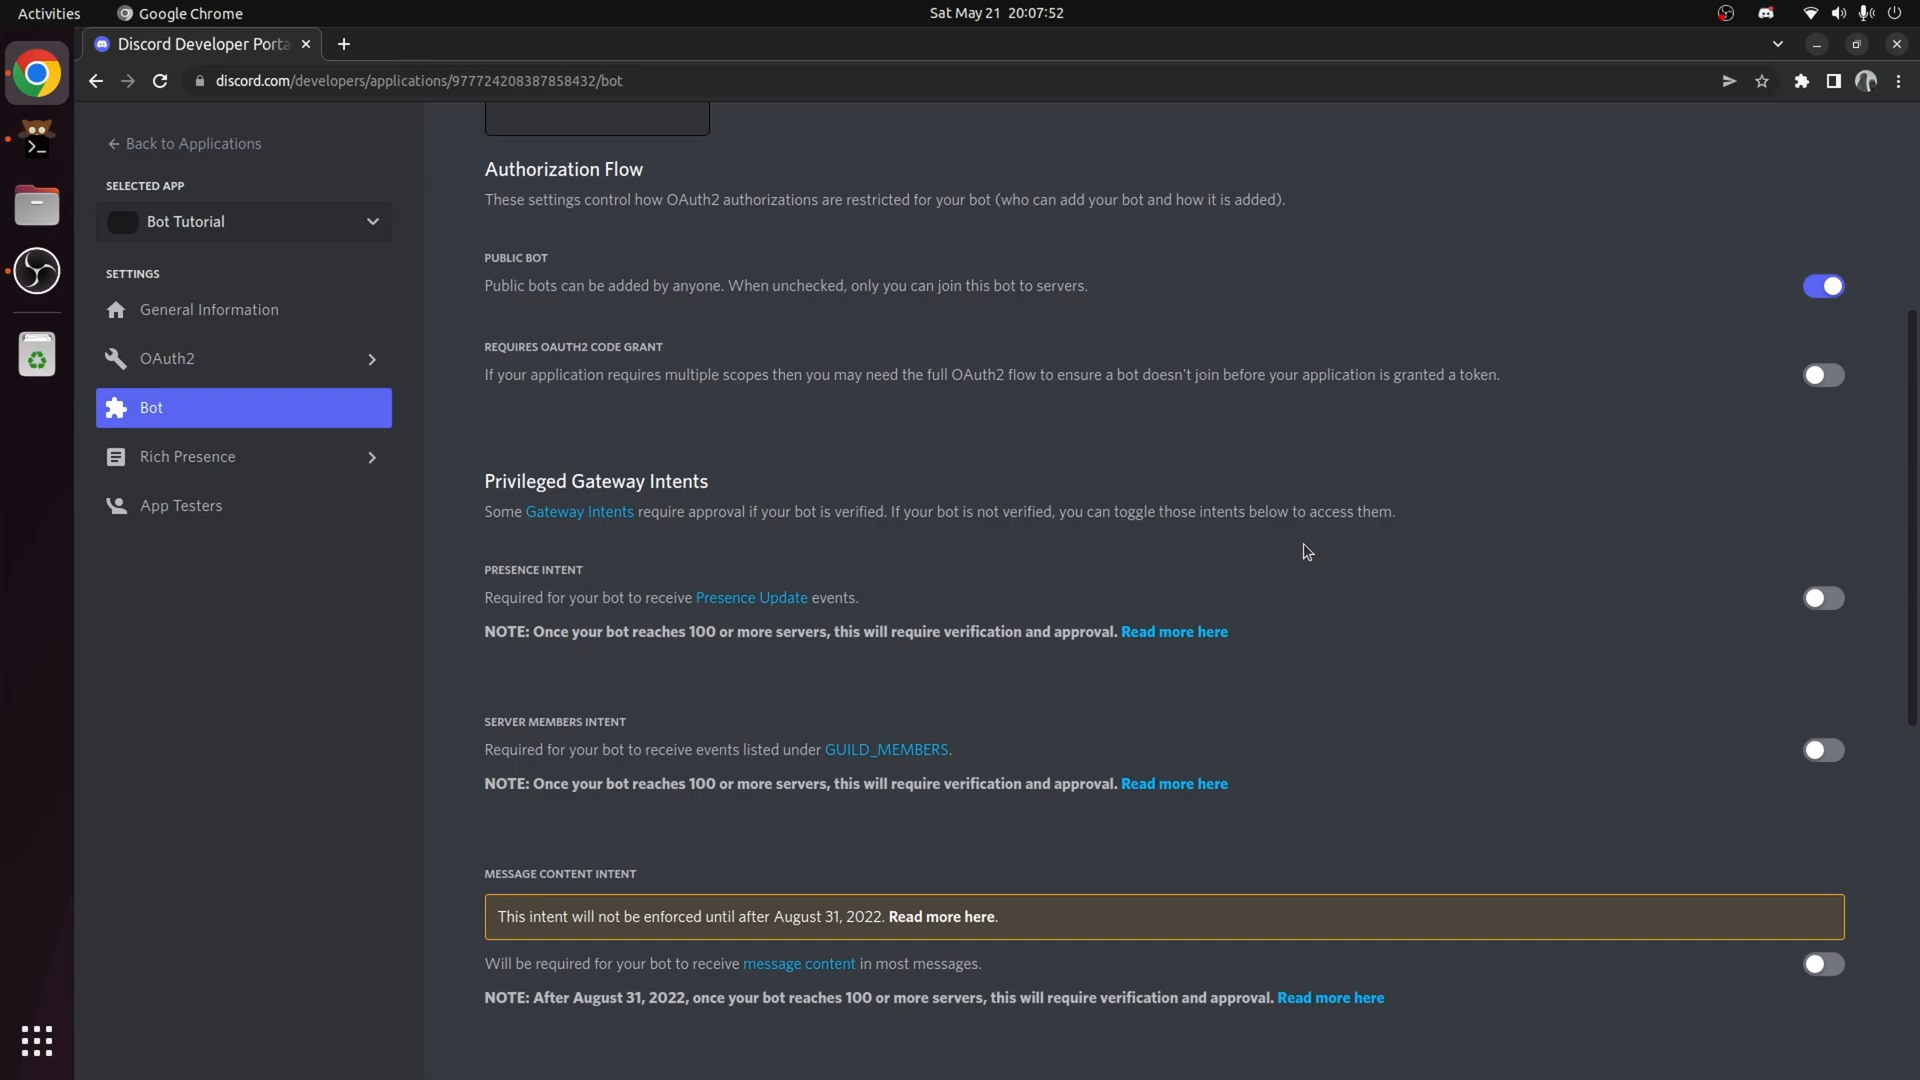 Activities
Google Chrome
Sat May 21 20:07:52
Discord Developer Porta
discord.com/developers/applications/977724208387858432/bot
Back to Applications
SELECTED APP
Bot Tutorial
SETTINGS
General Information
OAuth2
Bot
Rich Presence
App Testers
Authorization Flow
These settings control how OAuth2 authorizations are restricted for your bot (who can add your bot and how it is added).
PUBLIC BOT
Public bots can be added by anyone. When unchecked, only you can join this bot to servers.
REQUIRES OAUTH2 CODE GRANT
If your application requires multiple scopes then you may need the full OAuth2 flow to ensure a bot doesn't join before your application is granted a token.
Privileged Gateway Intents
Some Gateway Intents require approval if your bot is verified. If your bot is not verified, you can toggle those intents below to access them.
PRESENCE INTENT
Required for your bot to receive Presence Update events.
NOTE: Once your bot reaches 100 or more servers, this will require verification and approval. Read more here
SERVER MEMBERS INTENT
Required for your bot to receive events listed under GUILD_MEMBERS.
NOTE: Once your bot reaches 100 or more servers, this will require verification and approval. Read more here
MESSAGE CONTENT INTENT
This intent will not be enforced until after August 31, 2022. Read more here.
Will be required for your bot to receive message content in most messages.
NOTE: After August 31, 2022, once your bot reaches 100 or more servers, this will require verification and approval. Read more here